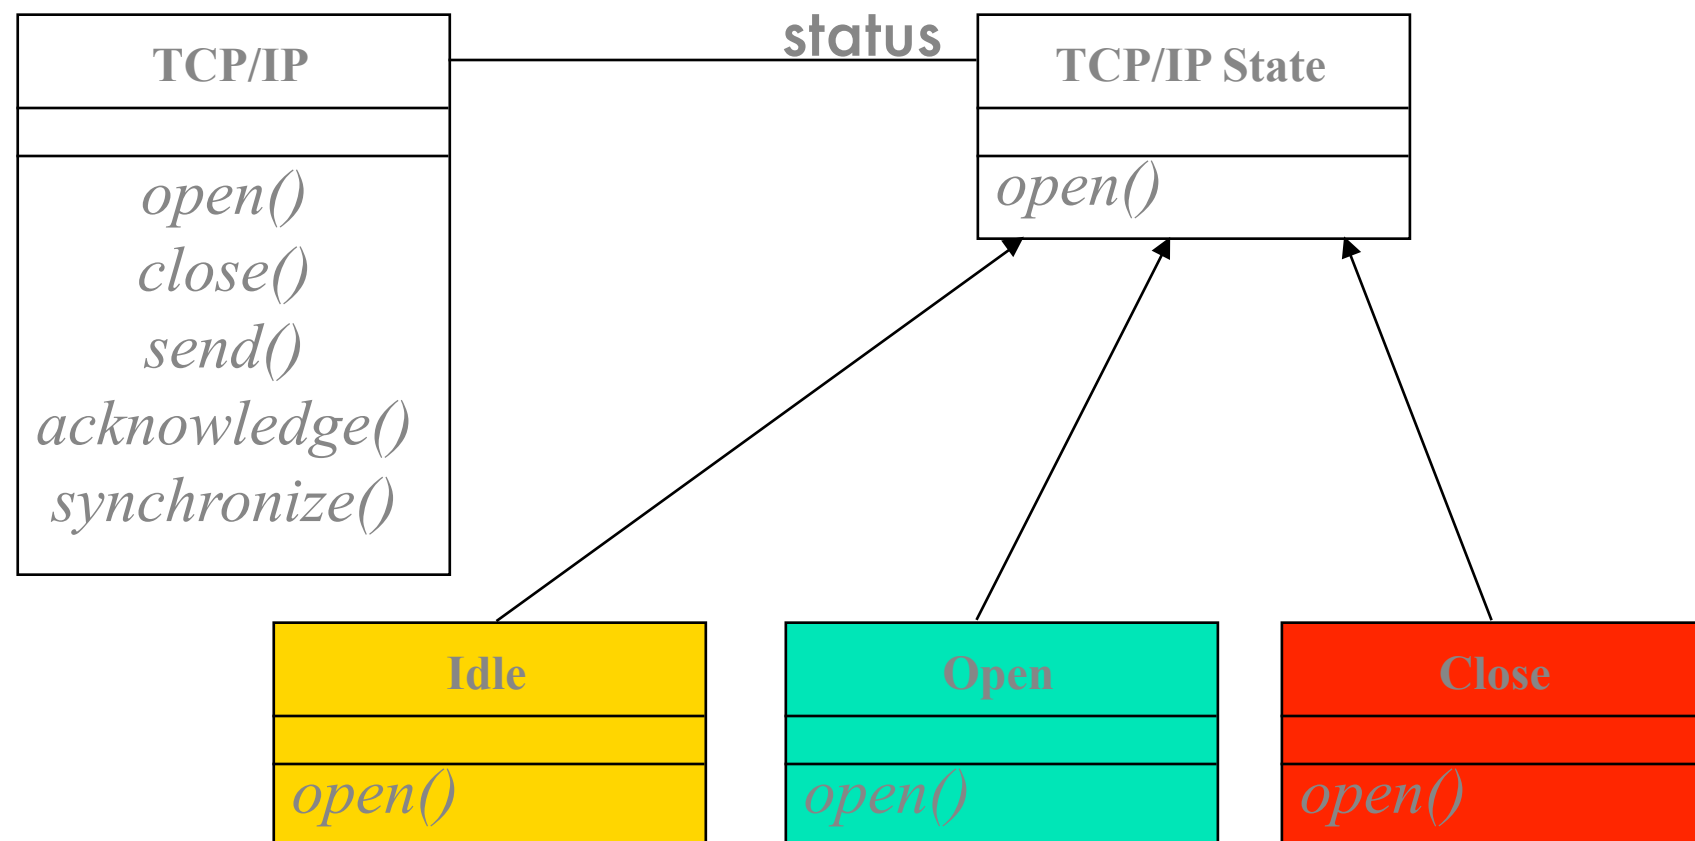 status
TCP/IP
open()
close()
send()
acknowledge()
synchronize()
TCP/IP State
open()
Idle
open()
Open
open()
Close
open()